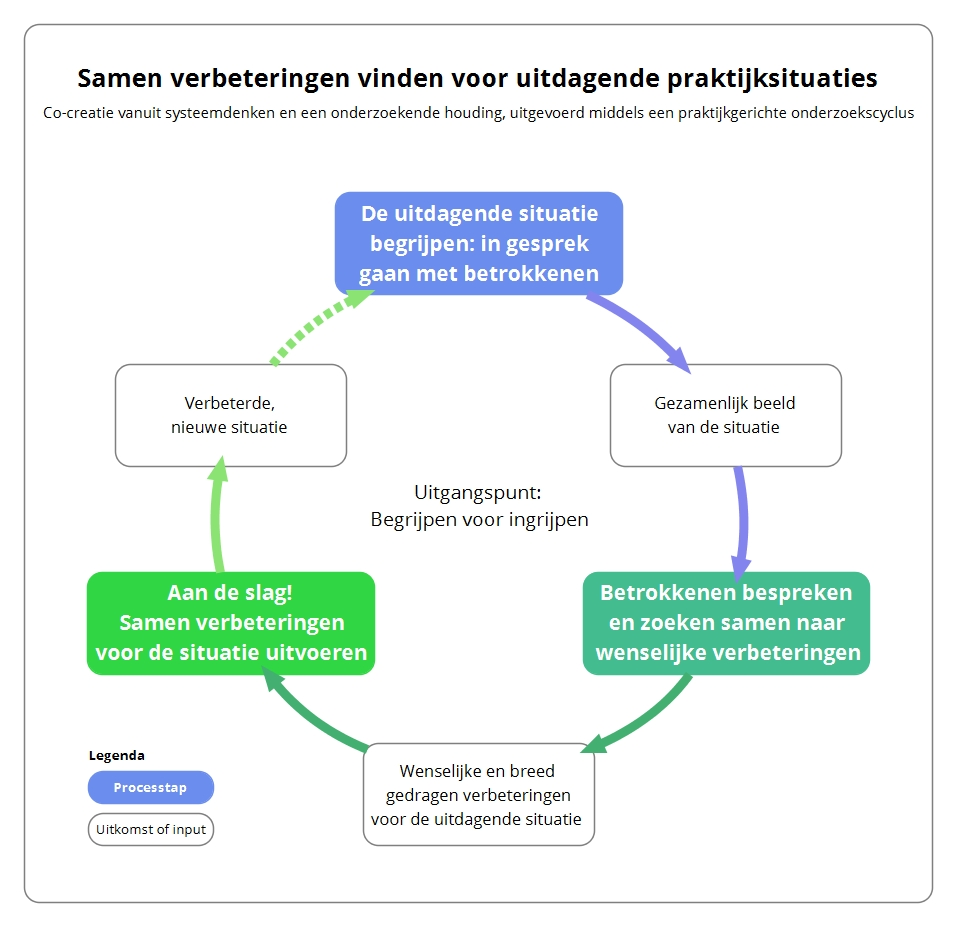 Samen verbeteringen vinden voor uitdagende praktijksituaties
Co-creatie vanuit systeemdenken en een onderzoekende houding, uitgevoerd middels een praktijkgerichte onderzoekscyclus
De uitdagende situatie
begrijpen: in gesprek
gaan met betrokkenen
Verbeterde,
nieuwe situatie
Gezamenlijk beeld
van de situatie
Uitgangspunt:
Begrijpen voor ingrijpen
Aan de slag!
Samen verbeteringen
voor de situatie uitvoeren
Betrokkenen bespreken
en zoeken samen naar
wenselijke verbeteringen
Wenselijke en breed
gedragen verbeteringen
voor de uitdagende situatie
Legenda
Processtap
Uitkomst of input